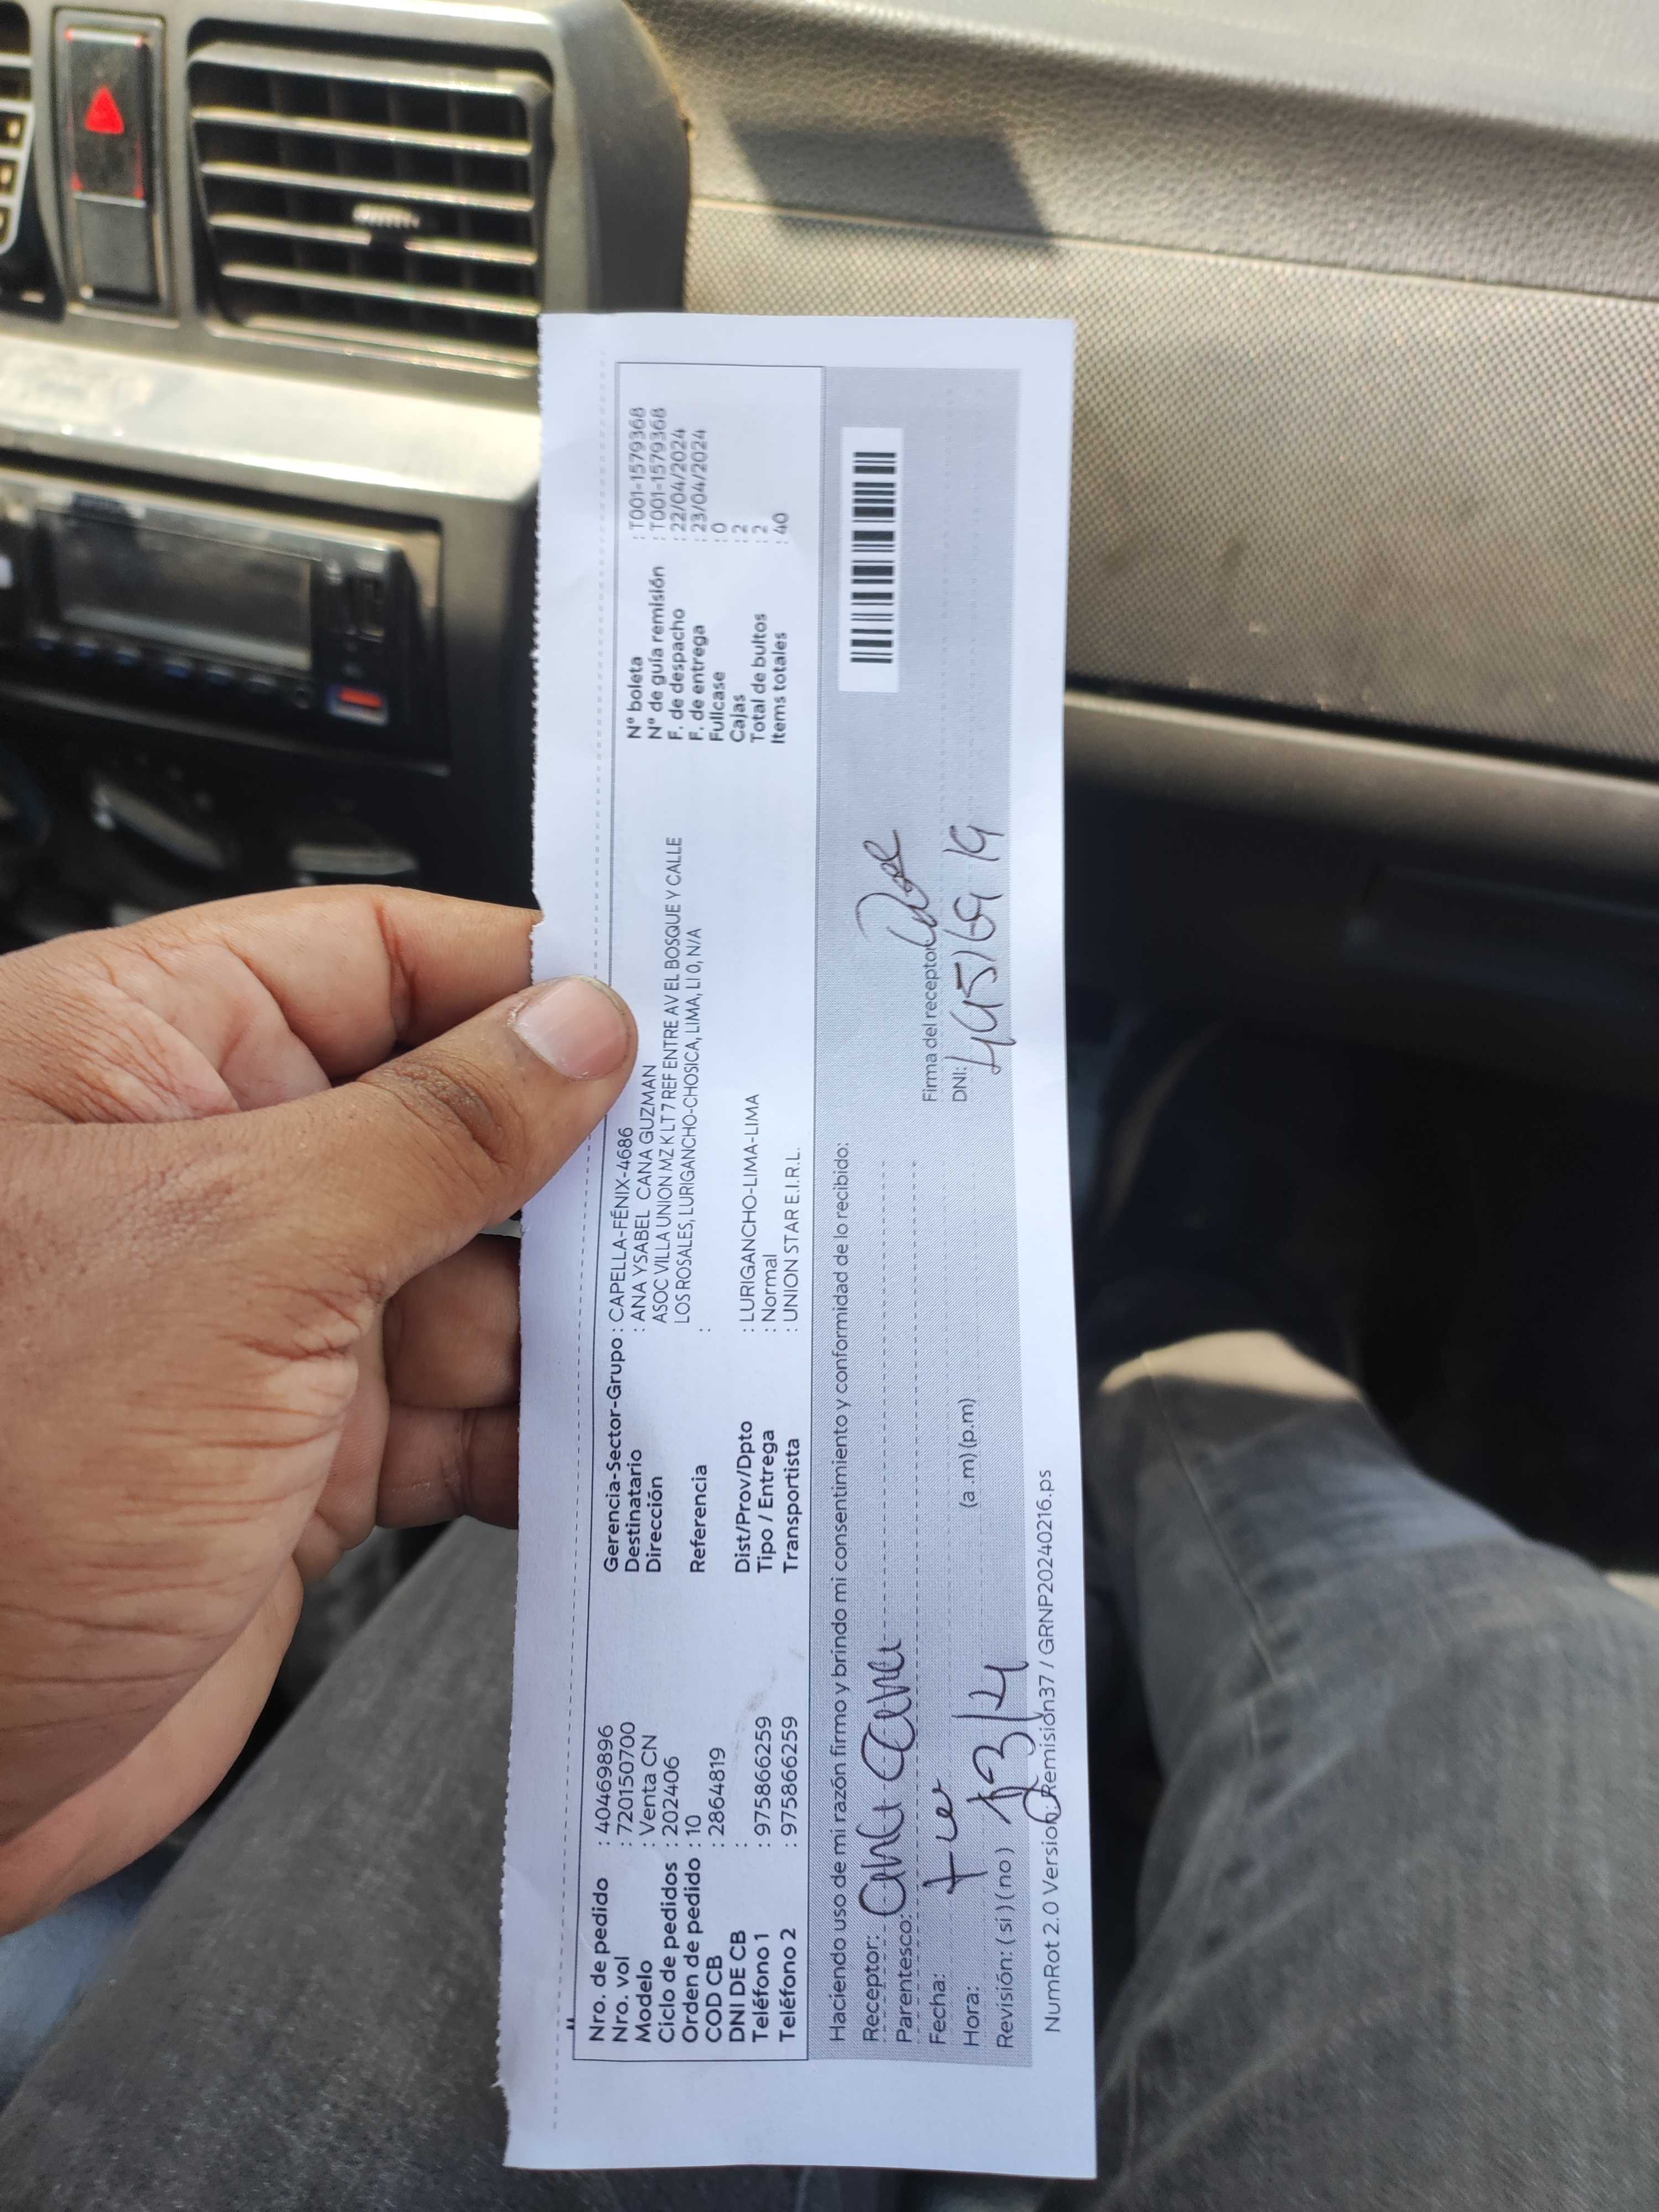 Nro. de pedido : 40469896
Nro. vol : 720150700
Modelo : Venta CN
Ciclo de pedidos : 202406
Orden de pedido : 10
COD CB : 2864819
DNI DE CB :
Teléfono 1 : 975866259
Teléfono 2 : 975866259
Gerencia-Sector-Grupo : CAPELLA-FÉNIX-4686
Destinatario : ANA YSABEL CANA GUZMAN
Dirección ASOC VILLA UNION MZ K LT 7 REF ENTRE AV EL BOSQUE Y CALLE
LOS ROSALES, LURIGANCHO-CHOSICA, LIMA, LI 0, N/A
Referencia :
Dist/Prov/Dpto : LURIGANCHO-LIMA-LIMA
Tipo / Entrega : Normal
Transportista : UNION STAR E.I.R.L.
N° boleta : T001-1579368
N° de guía remisión : T001-1579368
F. de despacho : 22/04/2024
F. de entrega : 23/04/2024
Fullcase : 0
Cajas : 2
Total de bultos : 2
Items totales : 40
Haciendo uso de mi razón firmo y brindo mi consentimiento y conformidad de lo recibido:
Receptor: Ana Cana
Parentesco:
Fecha:
Hora: (a.m) (p.m)
Revisión: ( si ) ( no )
Firma del receptor
DNI:
NumRot 2.0 Version: Remision37 / GRNP20240216.ps